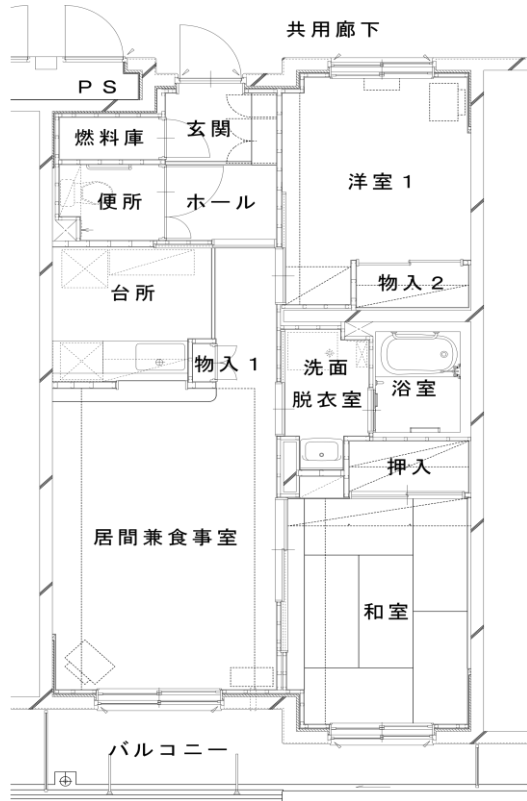 共用廊下
PS
燃料庫
玄関
洋室1
便所
ホール
台所
物入2
物入1
洗面
脱衣室
浴室
押入
居間兼食事室
和室
バルコニー